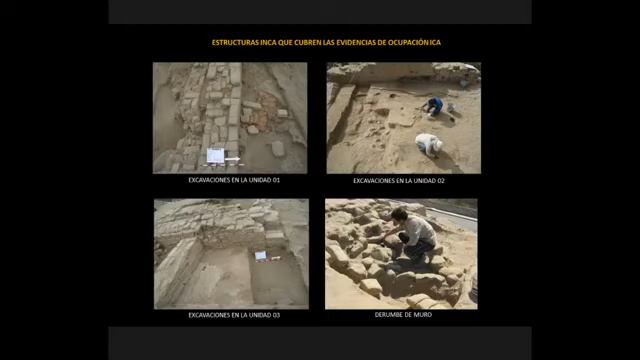 ESTRUCTURAS INCA QUE CUBREN LAS EVIDENCIAS DE OCUPACIÓN ICA
EXCAVACIONES EN LA UNIDAD 01
EXCAVACIONES EN LA UNIDAD 02
EXCAVACIONES EN LA UNIDAD 03
DERUMBE DE MURO